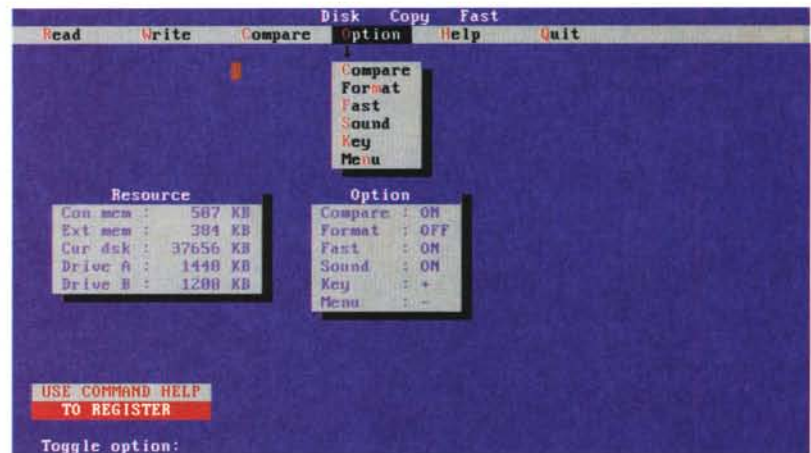 Disk Copy Fast
Read Write Compare Option Help Quit
Compare
Format
Fast
Sound
Key
Menu
Resource
Con mem : 587 KB
Ext mem : 384 KB
Cur dsk : 37656 KB
Drive A : 1440 KB
Drive B : 1200 KB
Option
Compare : ON
Format : OFF
Fast : ON
Sound : ON
Key : +
Menu : -
USE COMMAND HELP
TO REGISTER
Toggle option: